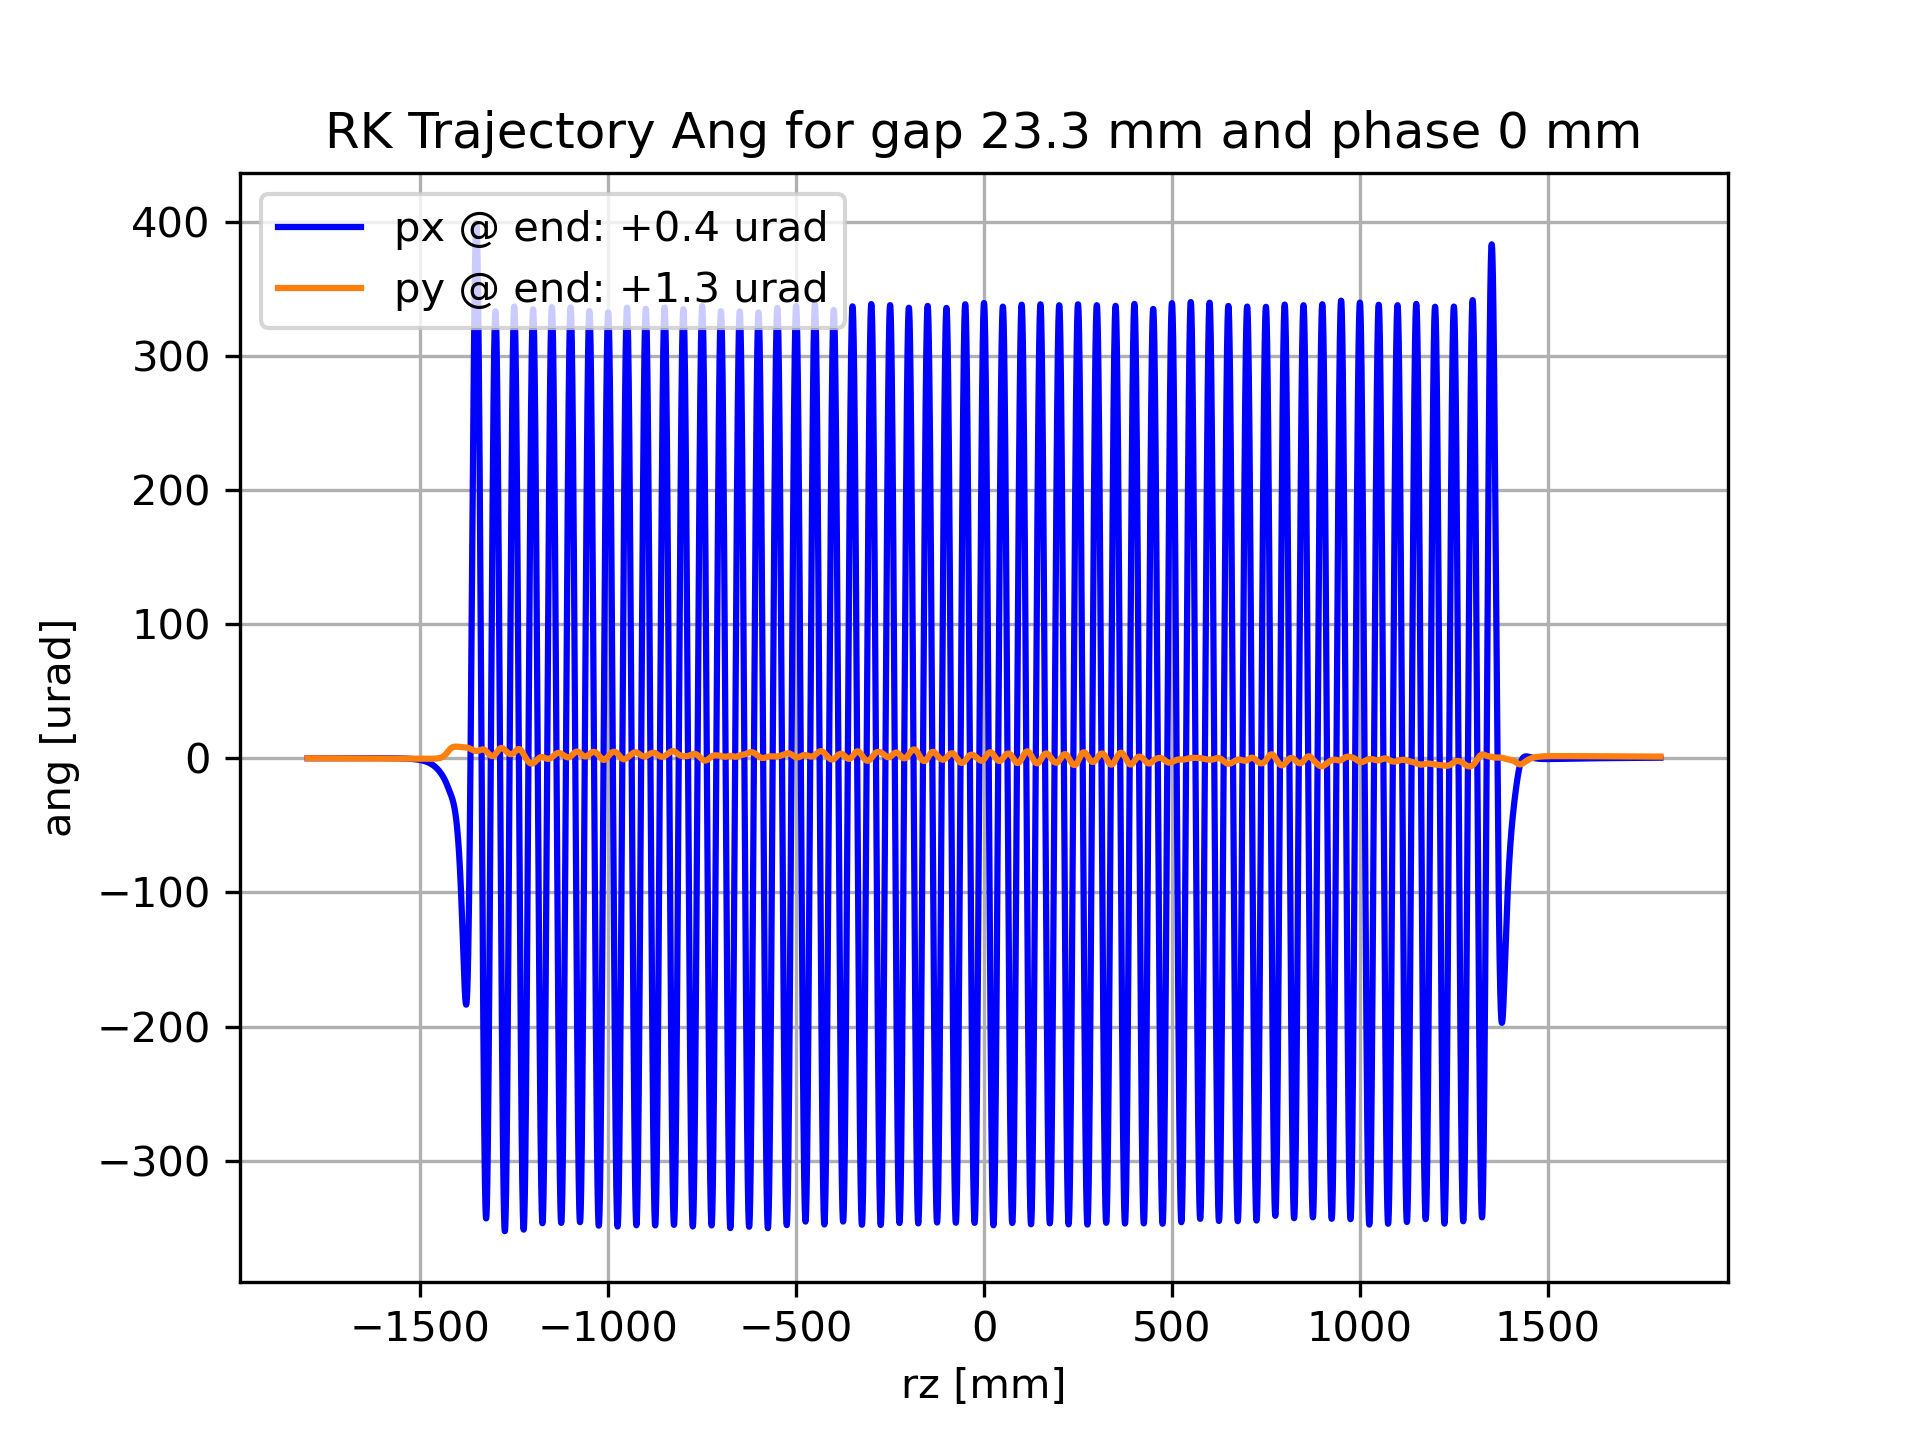 RK Trajectory Ang for gap 23.3 mm and phase 0 mm
px @ end: +0.4 urad
py @ end: +1.3 urad
400
300
200
100
0
−100
−200
−300
ang [urad]
−1500 −1000 −500 0 500 1000 1500
rz [mm]